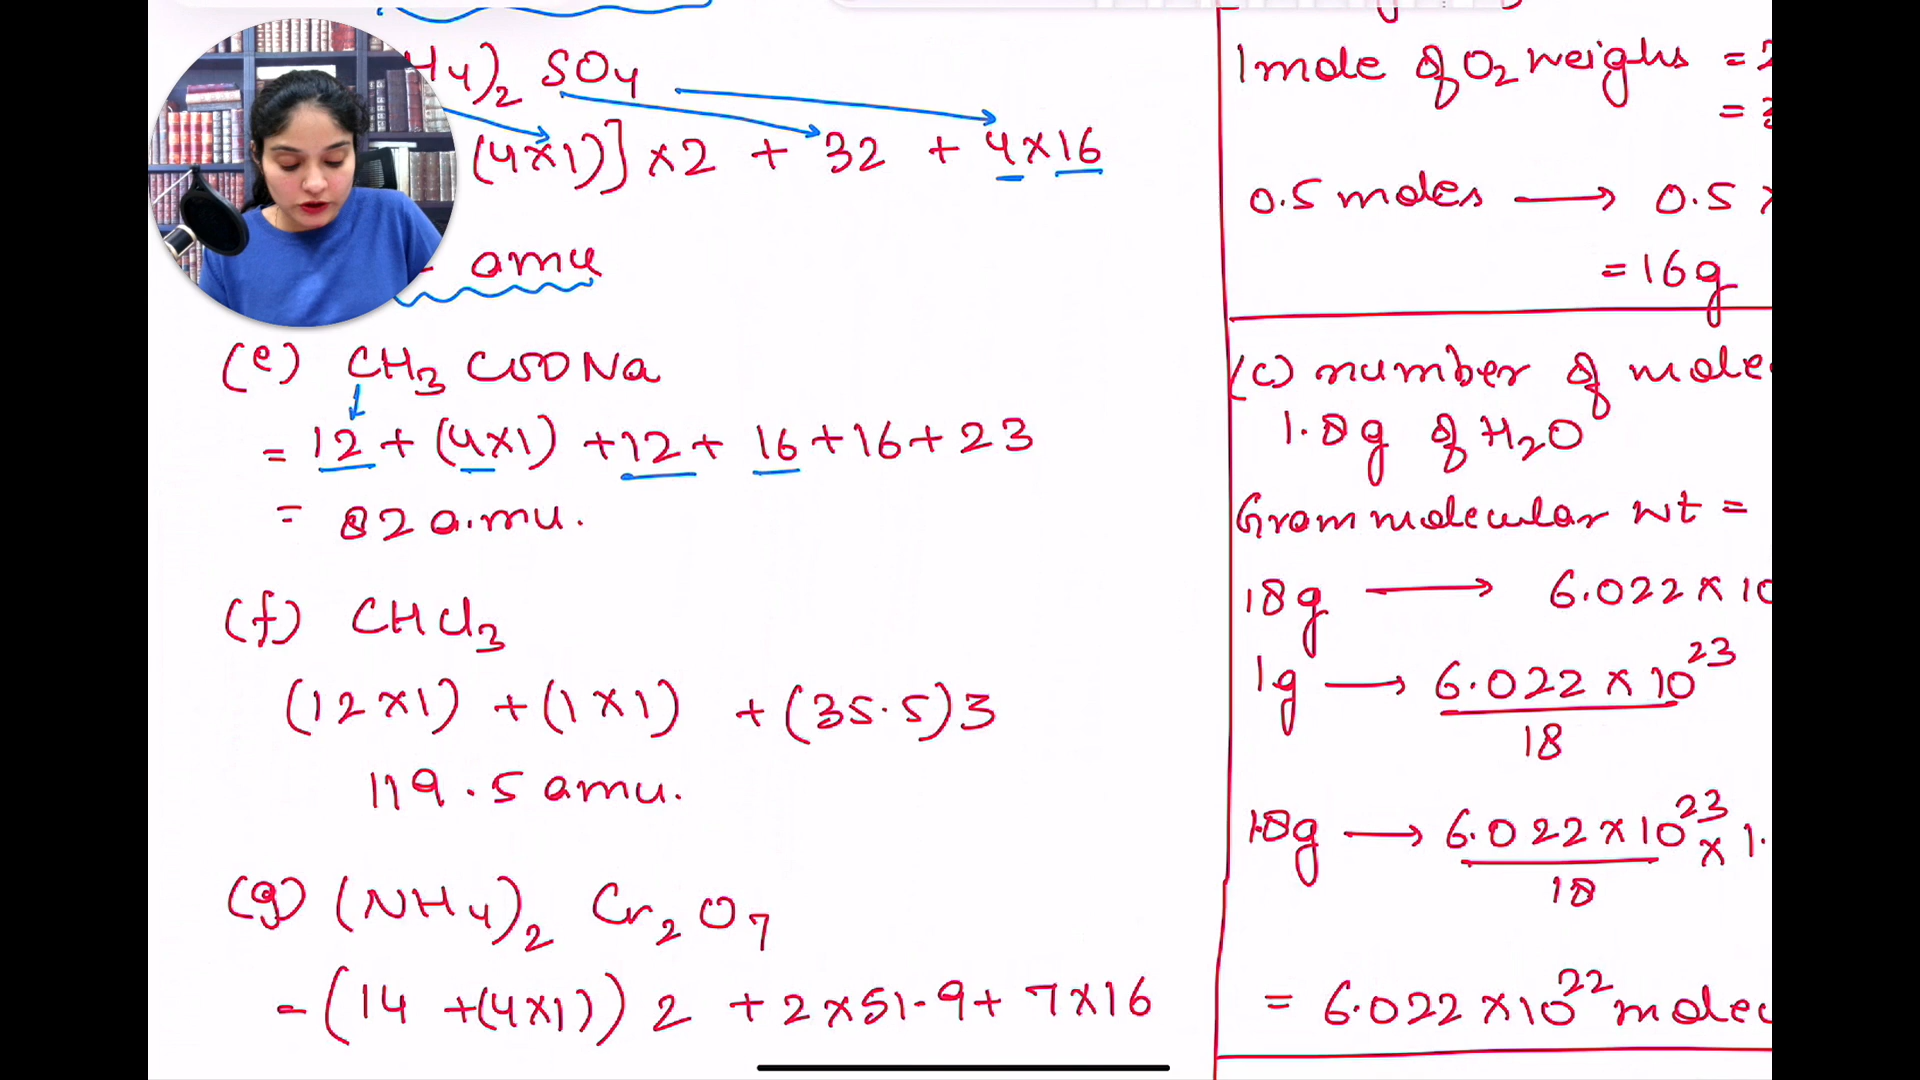 H4)2 SO4
(4×1)] ×2 + 32 + 4×16
amu
(e) CH3 COONa
= 12 + (4×1) + 12 + 16 + 16 + 23
= 82 a.mu.
(f) CHCl3
(12×1) + (1×1) + (35.5)3
119.5 amu.
(g) (NH4)2 Cr2O7
= (14 +(4×1)) 2 + 2×51.9 + 7×16
1 mole of O2 weighs =
=
0.5 moles → 0.5 ×
= 16g
(c) number of molec
1.8g of H2O
Gram molecular wt =
18g → 6.022 × 10
1g → 6.022 × 10^23
18
1.8g → 6.022 × 10^23 × 1.
18
= 6.022 × 10^22 molec